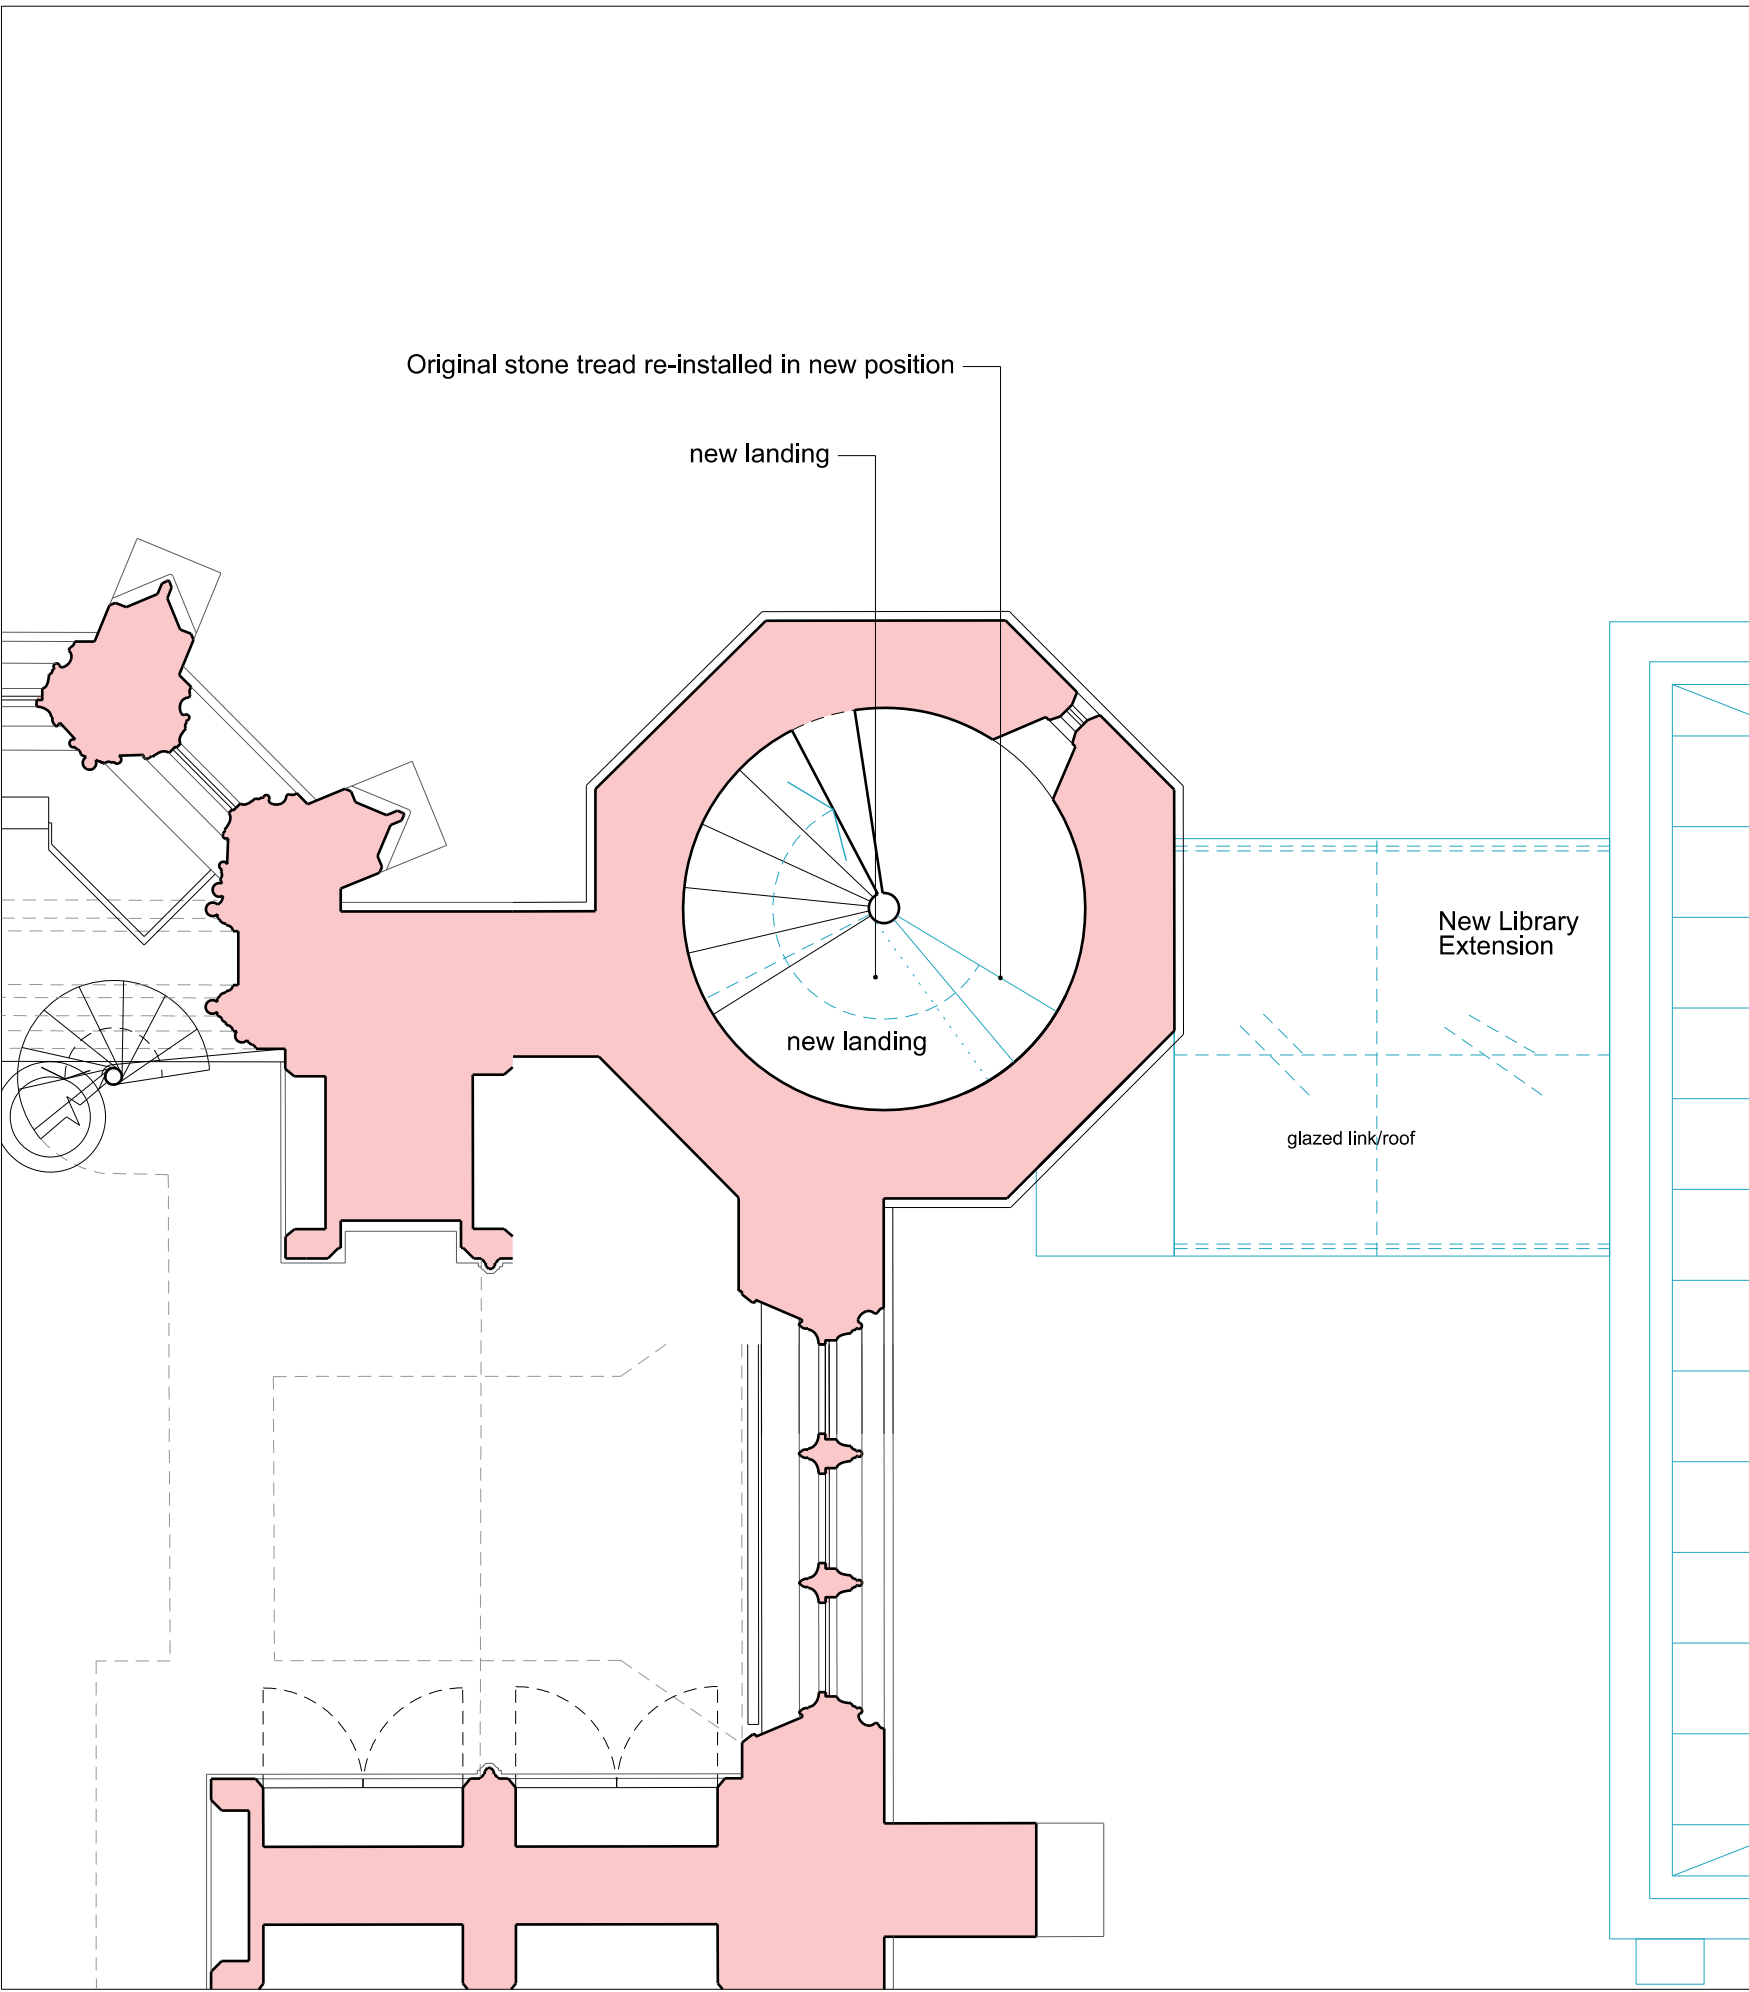 Original stone tread re-installed in new position
new landing
New Library
Extension
new landing
glazed link/roof